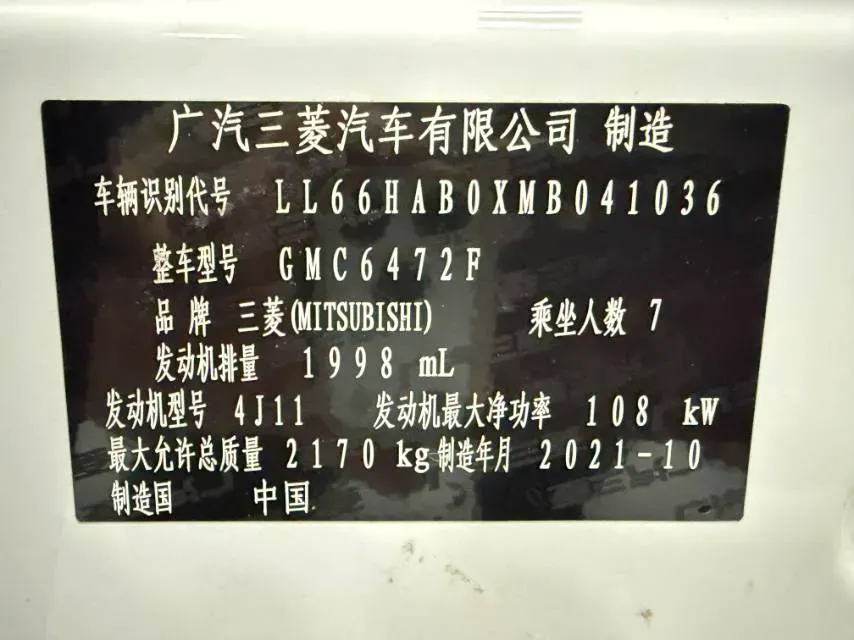 广汽三菱汽车有限公司 制造
车辆识别代号 LL66HAB0XMB041036
整车型号 GMC6472F
品牌 三菱(MITSUBISHI) 乘坐人数 7
发动机排量 1998 mL
发动机型号 4J11 发动机最大净功率 108 kW
最大允许总质量 2170 kg 制造年月 2021-10
制造国 中国